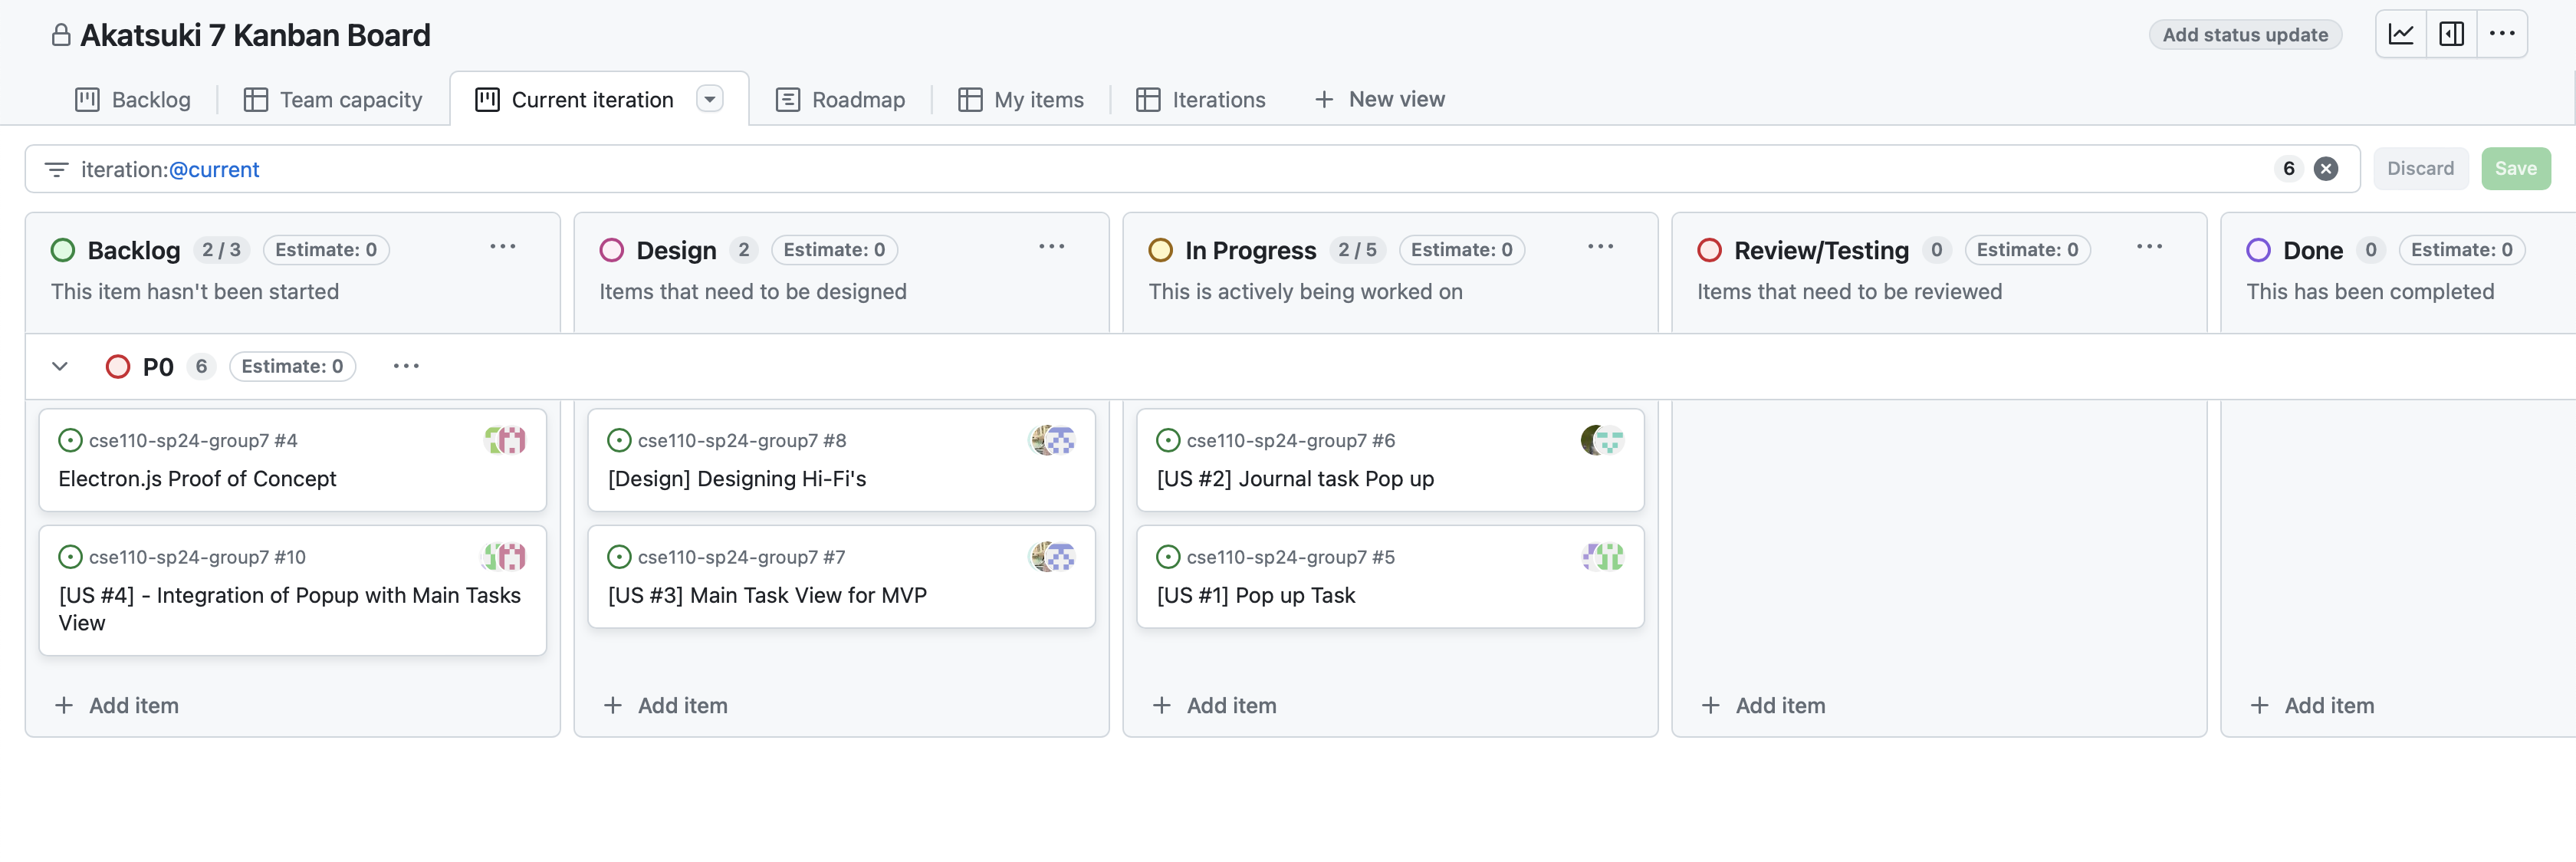 Akatsuki 7 Kanban Board
Add status update
Backlog
Team capacity
Current iteration
Roadmap
My items
Iterations
New view
iteration:@current
6
Discard
Save
Backlog 2 / 3 Estimate: 0
This item hasn't been started
Design 2 Estimate: 0
Items that need to be designed
In Progress 2 / 5 Estimate: 0
This is actively being worked on
Review/Testing 0 Estimate: 0
Items that need to be reviewed
Done 0 Estimate: 0
This has been completed
P0 6 Estimate: 0
cse110-sp24-group7 #4
Electron.js Proof of Concept
cse110-sp24-group7 #10
[US #4] - Integration of Popup with Main Tasks
View
Add item
cse110-sp24-group7 #8
[Design] Designing Hi-Fi's
cse110-sp24-group7 #7
[US #3] Main Task View for MVP
Add item
cse110-sp24-group7 #6
[US #2] Journal task Pop up
cse110-sp24-group7 #5
[US #1] Pop up Task
Add item
Add item
Add item